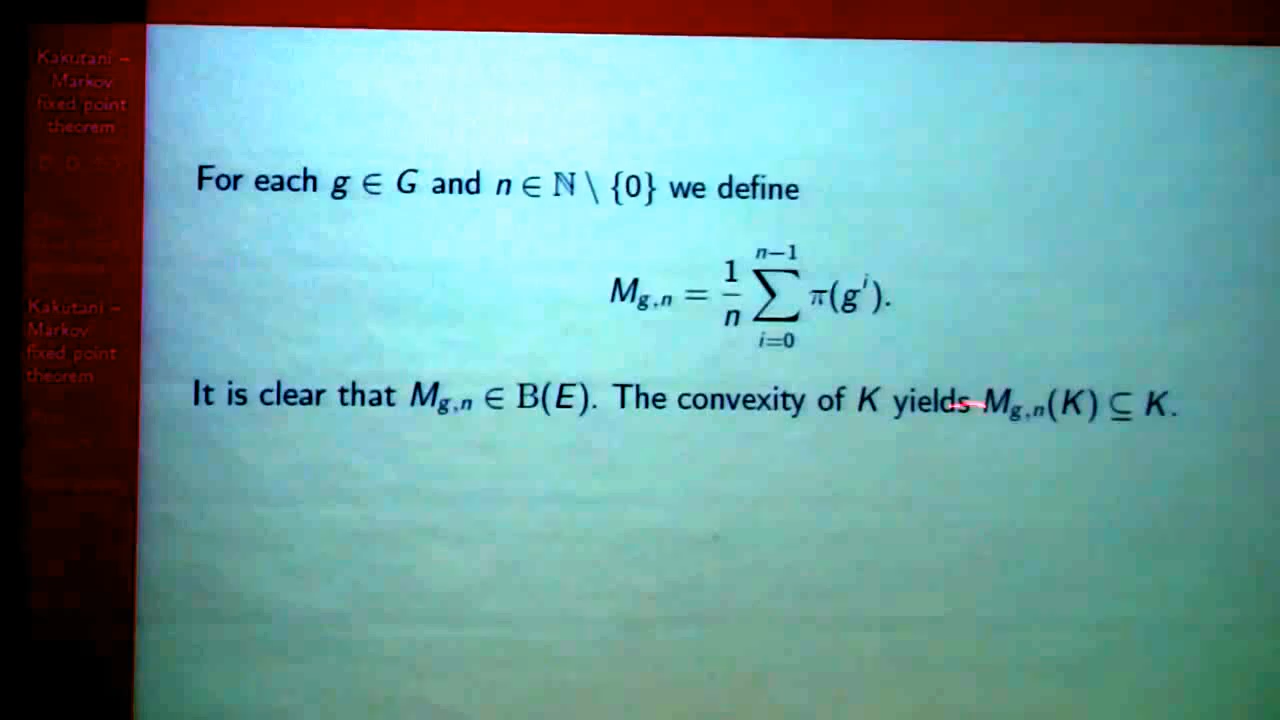 Kakutani –
Markov
fixed point
theorem
Kakutani –
Markov
fixed point
theorem
For each g ∈ G and n ∈ ℕ \ {0} we define
M_{g,n} = \frac{1}{n} \sum_{i=0}^{n-1} π(g^i).
It is clear that M_{g,n} ∈ B(E). The convexity of K yields M_{g,n}(K) ⊆ K.